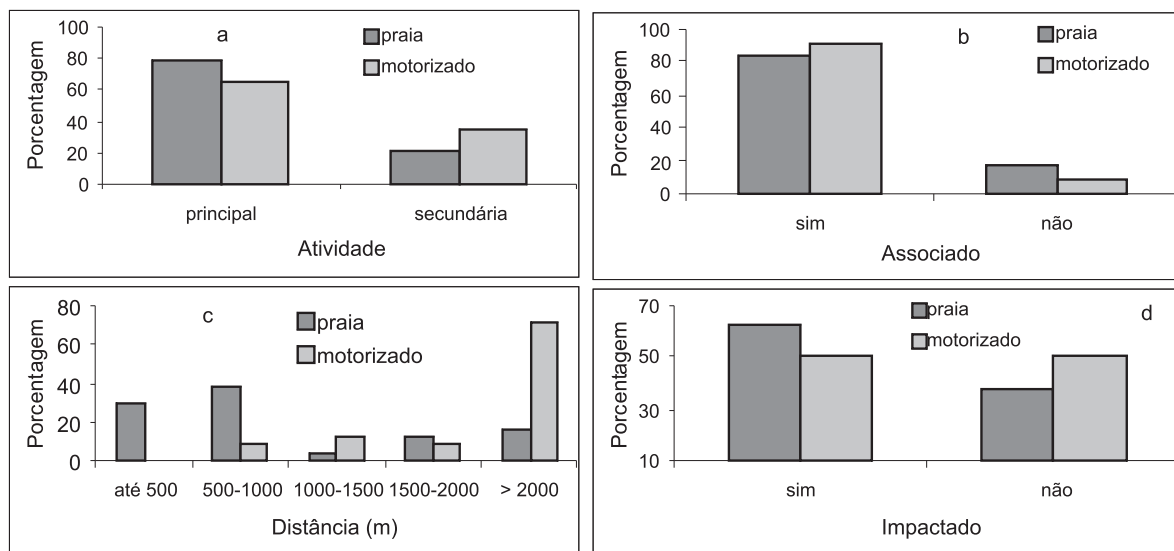 a
praia
motorizado
Porcentagem
100
80
60
40
20
0
principal secundária
Atividade
b
praia
motorizado
Porcentagem
100
80
60
100
40
20
0
sim não
Associado
c
praia
motorizado
Porcentagem
80
60
40
20
0
até 500 500-1000 1000-1500 1500-2000 > 2000
Distância (m)
d
praia
motorizado
Porcentagem
70
50
30
10
sim não
Impactado